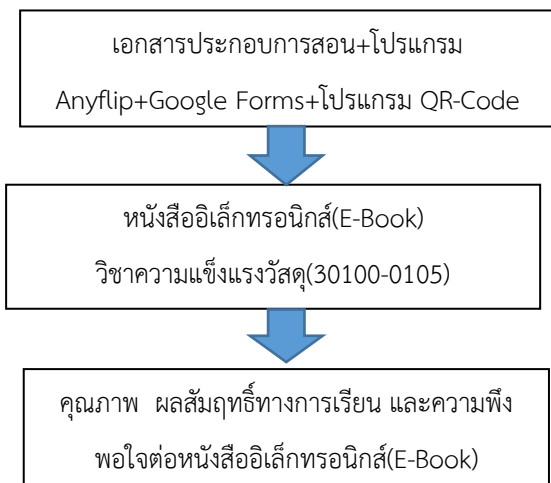 เอกสารประกอบการสอน+โปรแกรม
Anyflip+Google Forms+โปรแกรม QR-Code
หนังสืออิเล็กทรอนิกส์(E-Book)
วิชาความแข็งแรงวัสดุ(30100-0105)
คุณภาพ ผลสัมฤทธิ์ทางการเรียน และความพึง
พอใจต่อหนังสืออิเล็กทรอนิกส์(E-Book)